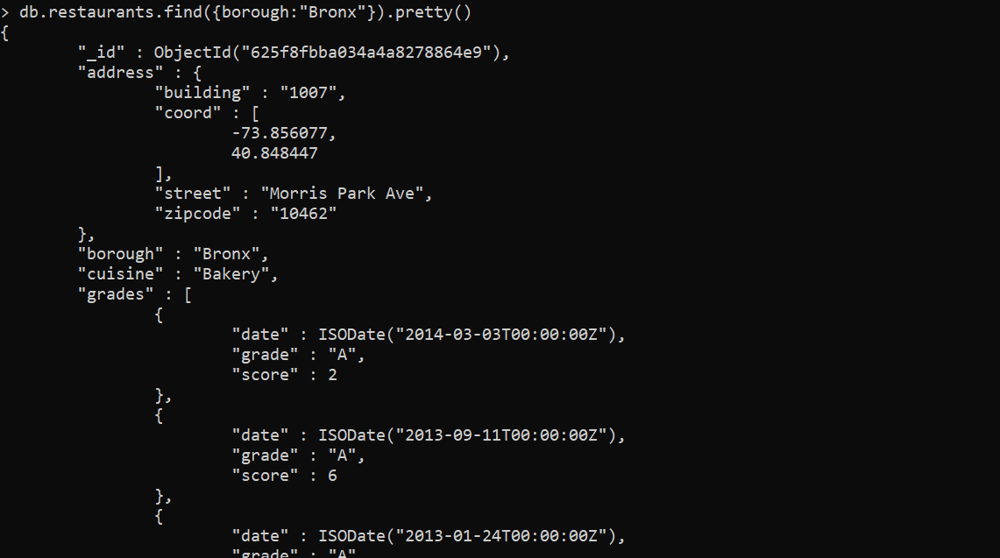 > db.restaurants.find({borough:"Bronx"}).pretty()
{
"_id" : ObjectId("625f8fbba034a4a8278864e9"),
"address" : {
"building" : "1007",
"coord" : [
-73.856077,
40.848447
],
"street" : "Morris Park Ave",
"zipcode" : "10462"
},
"borough" : "Bronx",
"cuisine" : "Bakery",
"grades" : [
{
"date" : ISODate("2014-03-03T00:00:00Z"),
"grade" : "A",
"score" : 2
},
{
"date" : ISODate("2013-09-11T00:00:00Z"),
"grade" : "A",
"score" : 6
},
{
"date" : ISODate("2013-01-24T00:00:00Z"),
"grade" : "A"